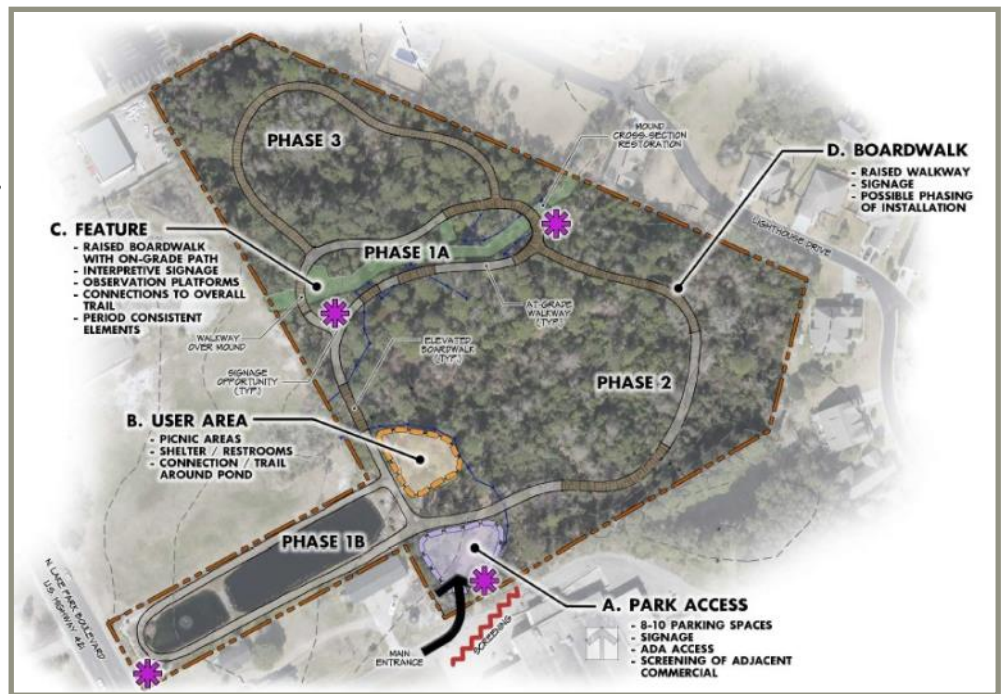 PHASE 3
MOUND
CROSS-SECTION
RESTORATION
D. BOARDWALK
- RAISED WALKWAY
- SIGNAGE
- POSSIBLE PHASING
OF INSTALLATION
LIGHTHOUSE DRIVE
C. FEATURE
- RAISED BOARDWALK
WITH ON-GRADE PATH
- INTERPRETIVE SIGNAGE
- OBSERVATION PLATFORMS
- CONNECTIONS TO OVERALL
TRAIL
- PERIOD CONSISTENT
ELEMENTS
PHASE 1A
AT-GRADE
WALKWAY
(TYP)
WALKWAY
OVER MOUND
ELEVATED
BOARDWALK
(TYP)
SIGNAGE
OPPORTUNITY
(TYP)
PHASE 2
B. USER AREA
- PICNIC AREAS
- SHELTER / RESTROOMS
- CONNECTION / TRAIL
AROUND POND
PHASE 1B
N. LAKE PARK BOULEVARD
U.S. HIGHWAY 421
MAIN
ENTRANCE
SCREENING
A. PARK ACCESS
- 8-10 PARKING SPACES
- SIGNAGE
- ADA ACCESS
- SCREENING OF ADJACENT
COMMERCIAL